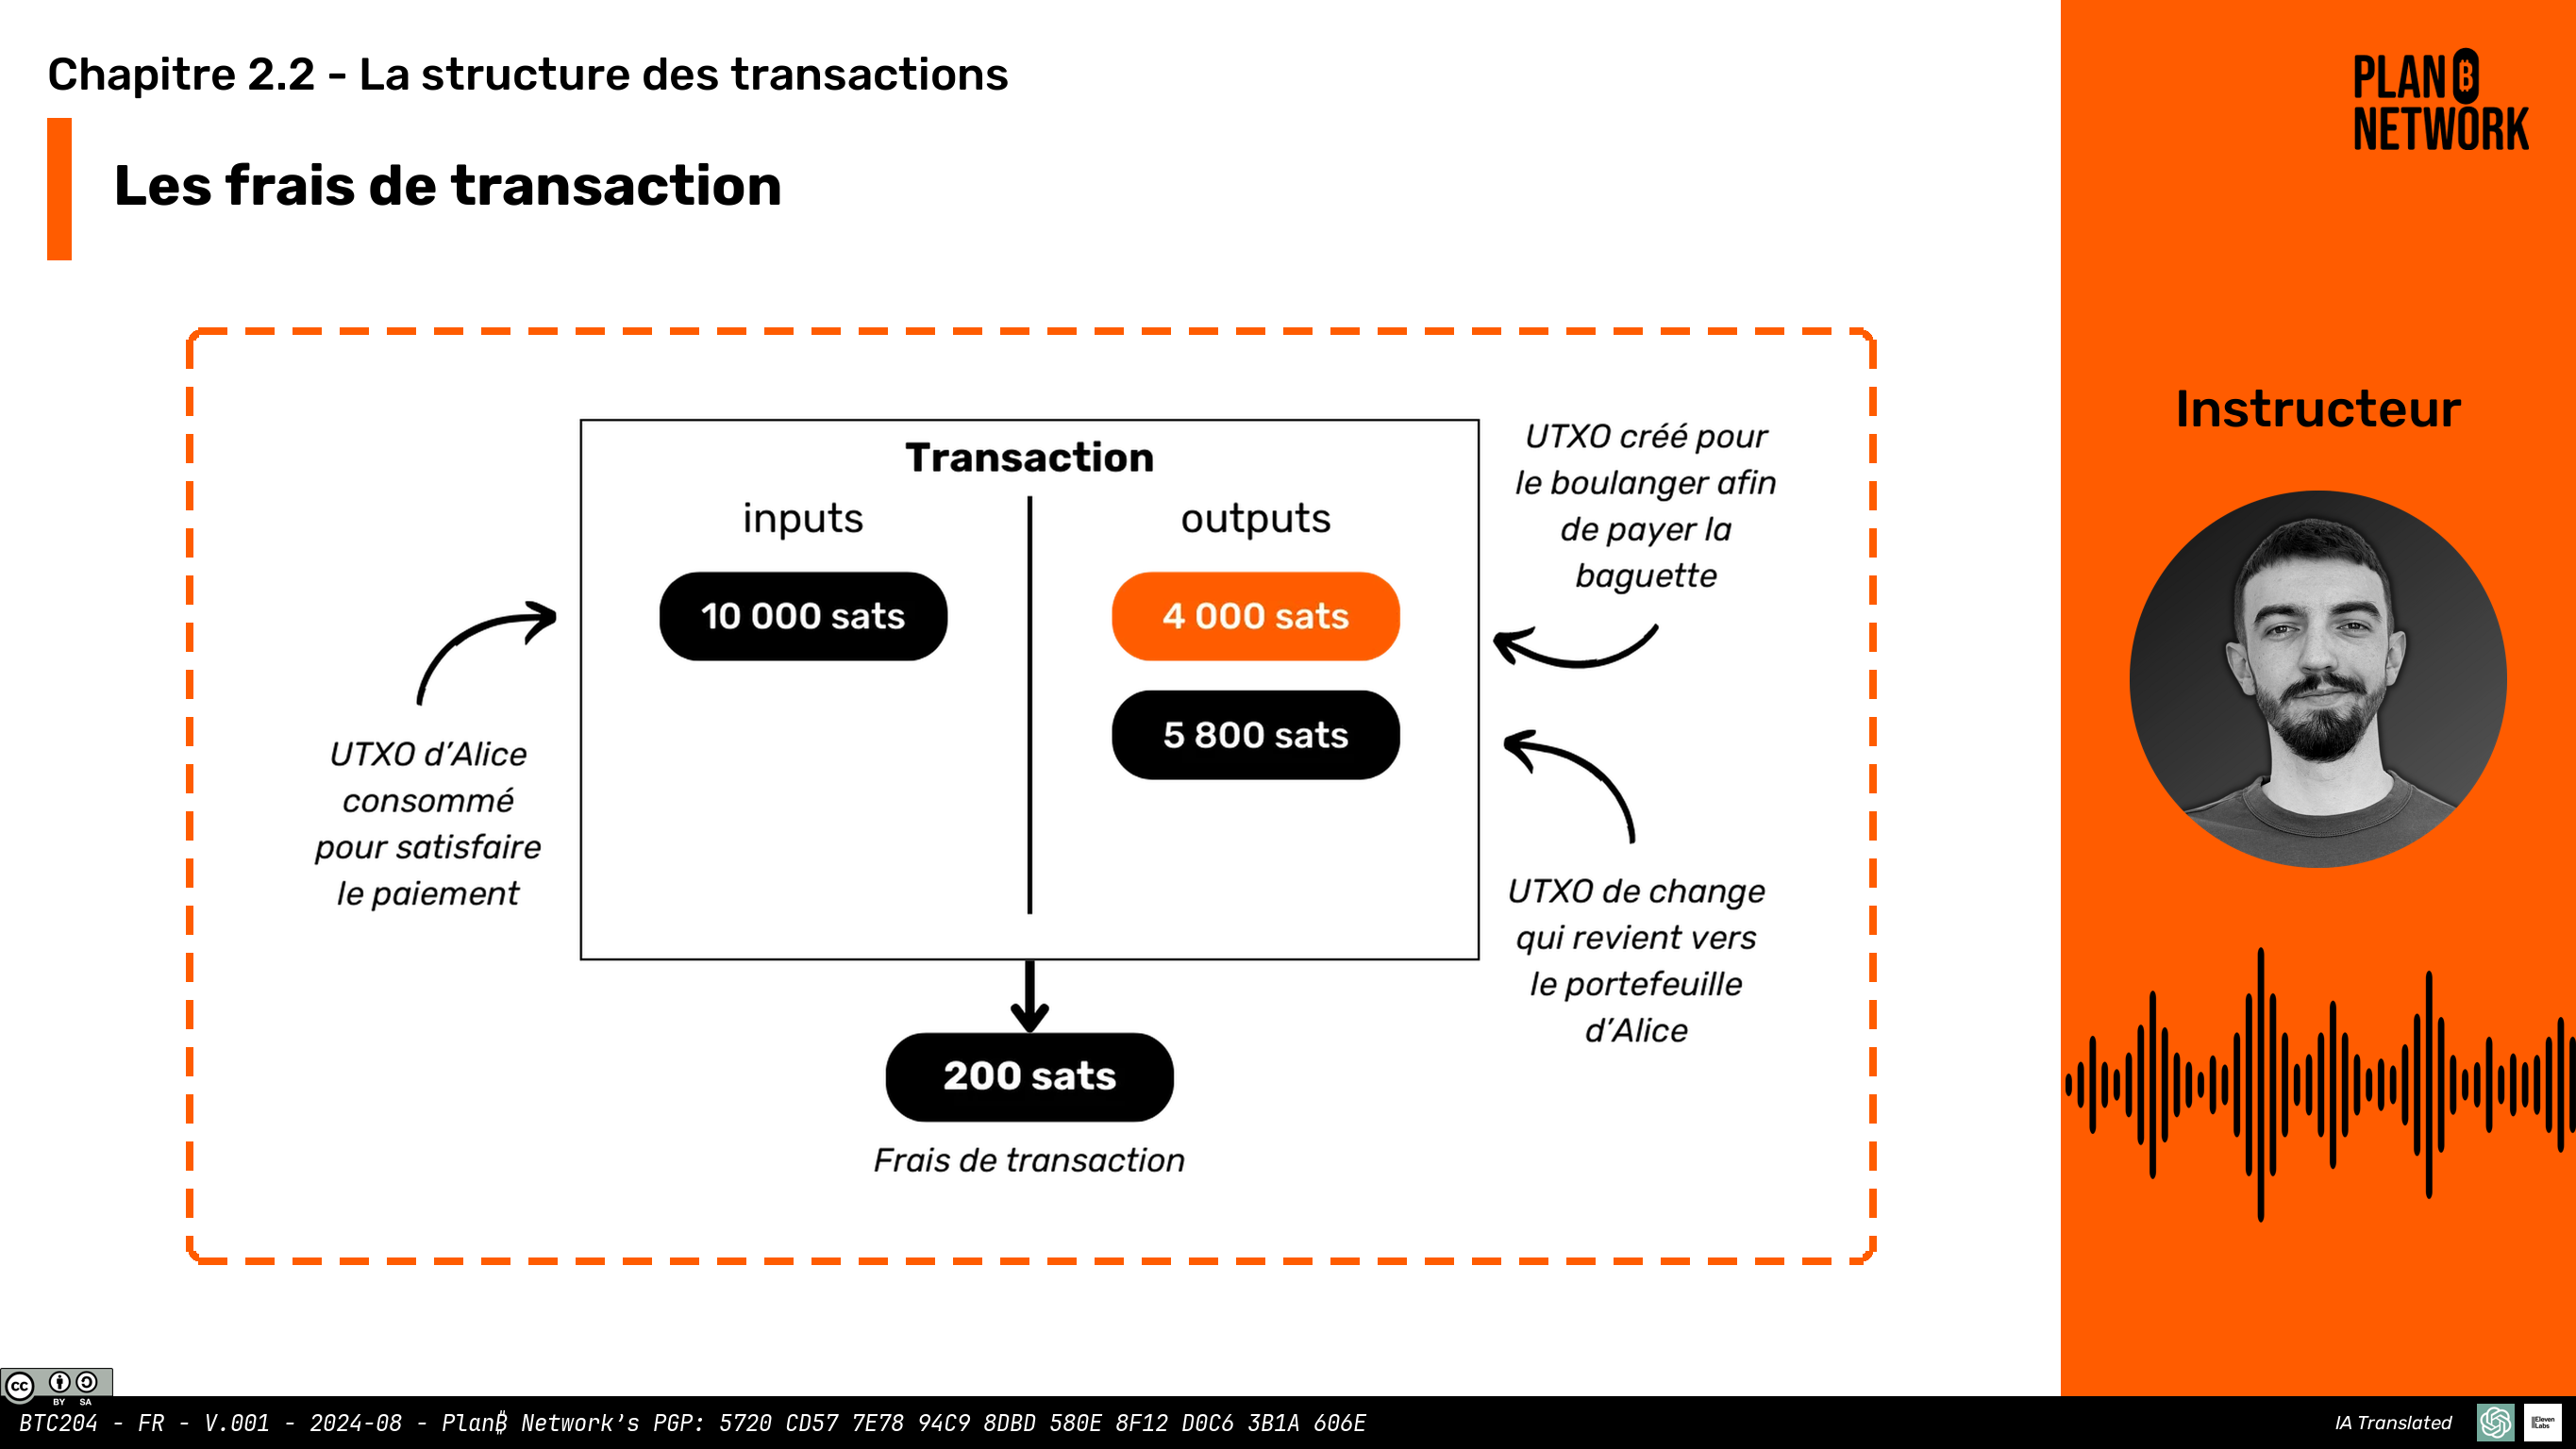 Chapitre 2.2 - La structure des transactions
PLAN B
NETWORK
Les frais de transaction
Instructeur
Transaction
inputs
outputs
10 000 sats
4 000 sats
5 800 sats
UTXO créé pour
le boulanger afin
de payer la
baguette
UTXO d'Alice
consommé
pour satisfaire
le paiement
UTXO de change
qui revient vers
le portefeuille
d'Alice
200 sats
Frais de transaction
cc
BY SA
BTC204 - FR - V.001 - 2024-08 - Plan₿ Network's PGP: 5720 CD57 7E78 94C9 8DBD 580E 8F12 D0C6 3B1A 606E
IA Translated
IIEleven
Labs